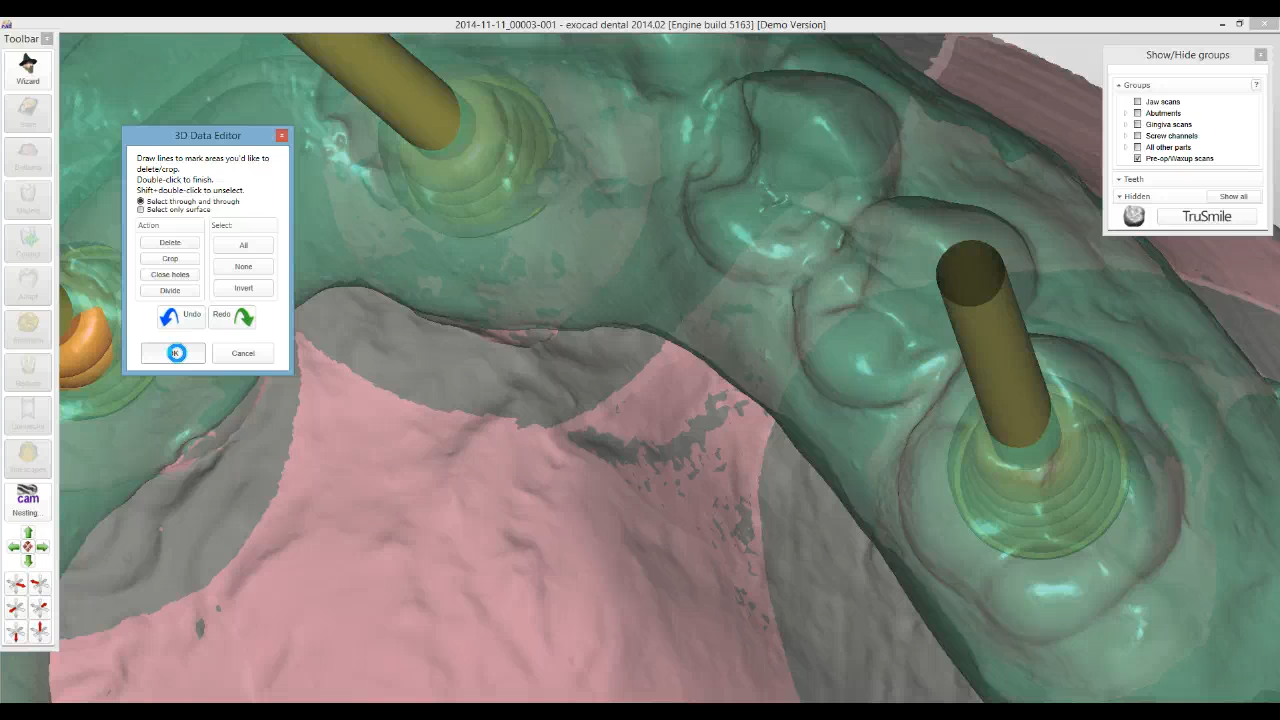 2014-11-11_00003-001 - exocad dental 2014.02 [Engine build 5163] [Demo Version]
Toolbar
Wizard
Nesting...
cam
3D Data Editor
Draw lines to mark areas you'd like to
delete/crop.
Double-click to finish.
Shift+double-click to unselect.
Select through and through
Select only surface
Action
Delete
Crop
Close holes
Divide
Select:
All
None
Invert
Undo
Redo
Cancel
Show/Hide groups
Groups
?
Jaw scans
Abutments
Gingiva scans
Screw channels
All other parts
Pre-op/Waxup scans
Teeth
Hidden
Show all
TruSmile